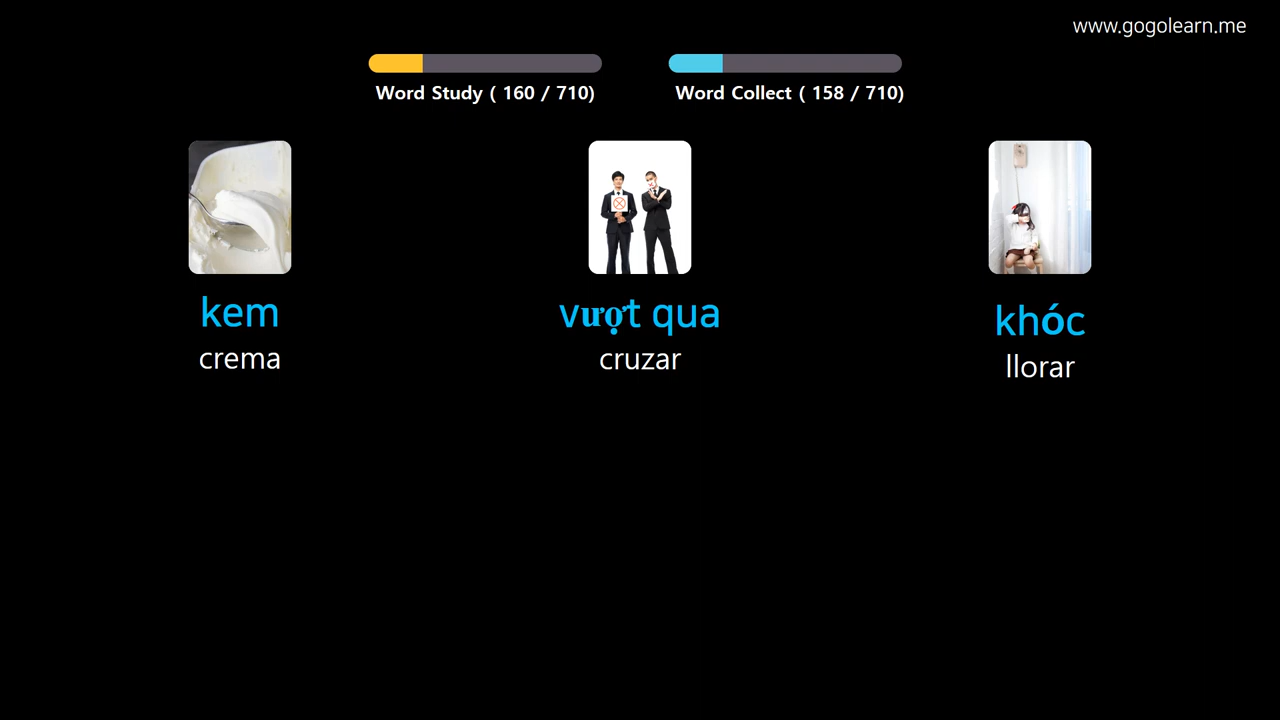 www.gogolearn.me
Word Study ( 160 / 710)
Word Collect ( 158 / 710)
kem
crema
vượt qua
cruzar
khóc
llorar